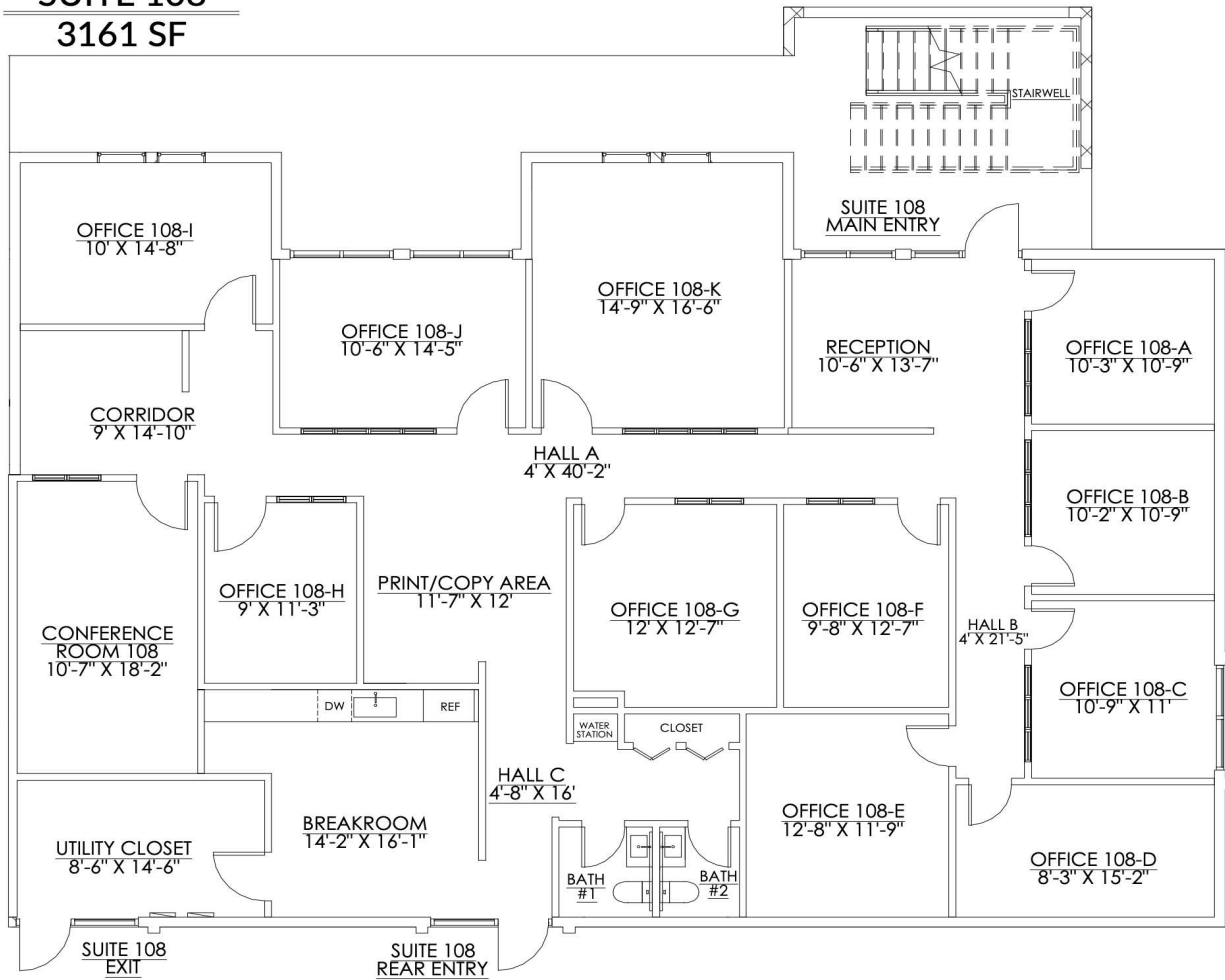 SUITE 108
3161 SF
STAIRWELL
SUITE 108
MAIN ENTRY
OFFICE 108-I
10' X 14'-8"
OFFICE 108-J
10'-6" X 14'-5"
OFFICE 108-K
14'-9" X 16'-6"
RECEPTION
10'-6" X 13'-7"
OFFICE 108-A
10'-3" X 10'-9"
CORRIDOR
9' X 14'-10"
HALL A
4' X 40'-2"
OFFICE 108-B
10'-2" X 10'-9"
OFFICE 108-H
9' X 11'-3"
PRINT/COPY AREA
11'-7" X 12'
OFFICE 108-G
12' X 12'-7"
OFFICE 108-F
9'-8" X 12'-7"
HALL B
4' X 21'-5"
CONFERENCE
ROOM 108
10'-7" X 18'-2"
OFFICE 108-C
10'-9" X 11'
DW
REF
WATER
STATION
CLOSET
HALL C
4'-8" X 16'
BREAKROOM
14'-2" X 16'-1"
OFFICE 108-E
12'-8" X 11'-9"
UTILITY CLOSET
8'-6" X 14'-6"
BATH
#1
BATH
#2
OFFICE 108-D
8'-3" X 15'-2"
SUITE 108
EXIT
SUITE 108
REAR ENTRY